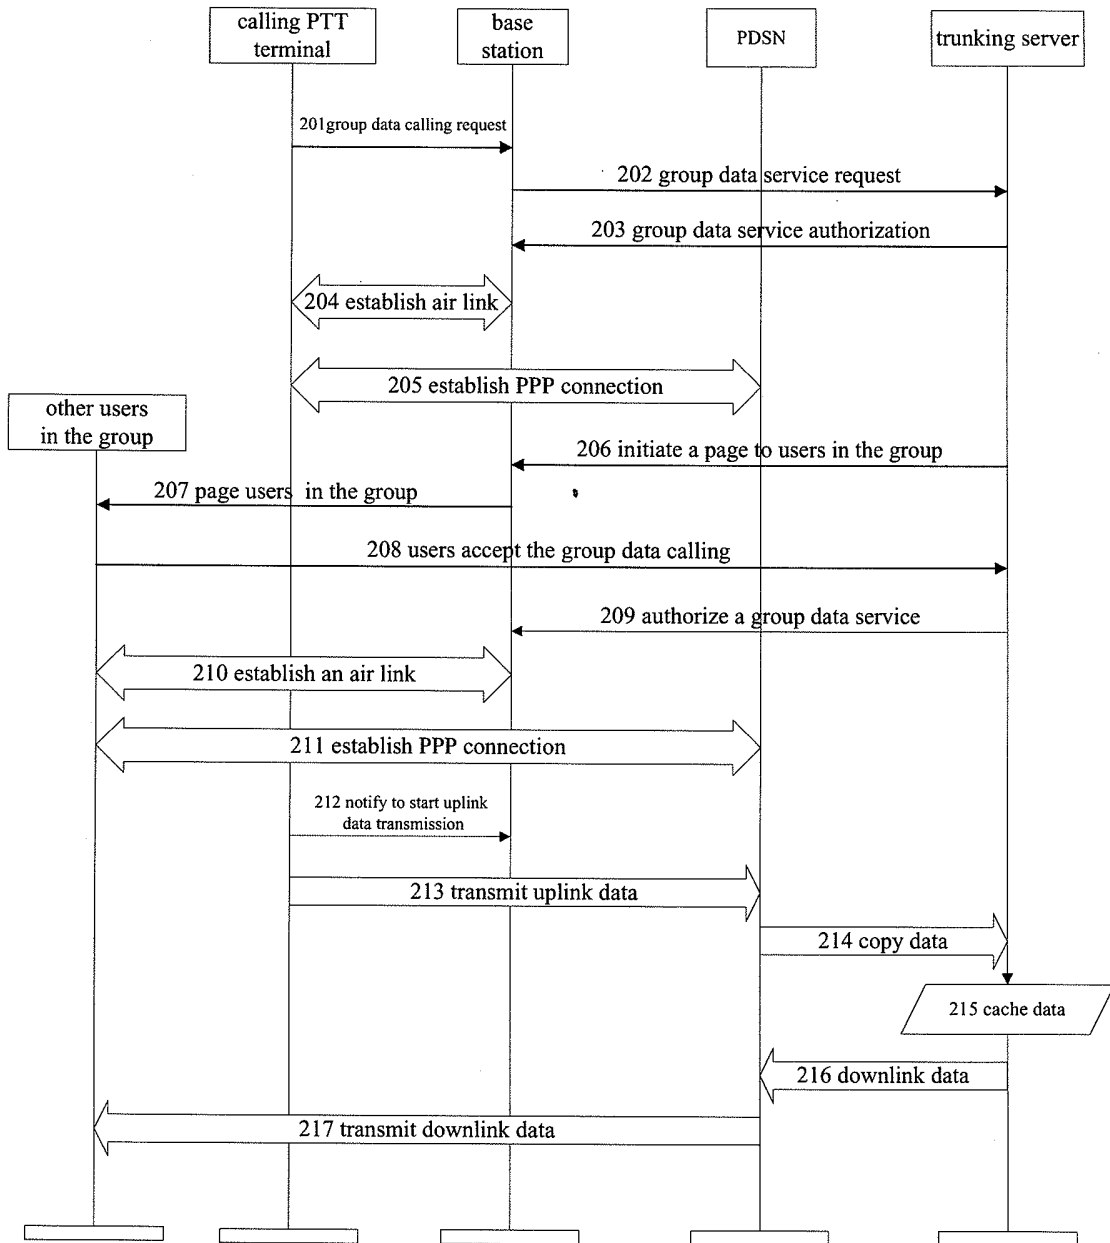 calling PTT
terminal
base
station
PDSN
trunking server
201group data calling request
202 group data service request
203 group data service authorization
204 establish air link
205 establish PPP connection
other users
in the group
206 initiate a page to users in the group
207 page users in the group
208 users accept the group data calling
209 authorize a group data service
210 establish an air link
211 establish PPP connection
212 notify to start uplink
data transmission
213 transmit uplink data
214 copy data
215 cache data
216 downlink data
217 transmit downlink data